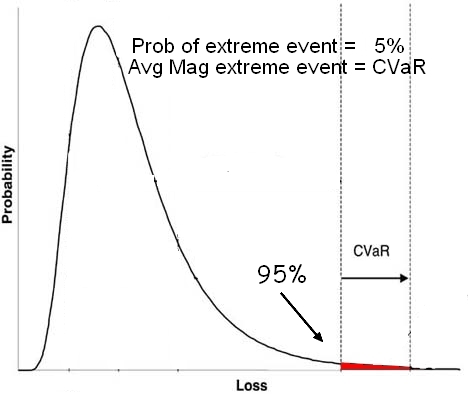 Prob of extreme event = 5%
Avg Mag extreme event = CVaR
Probability
CVaR
95%
Loss